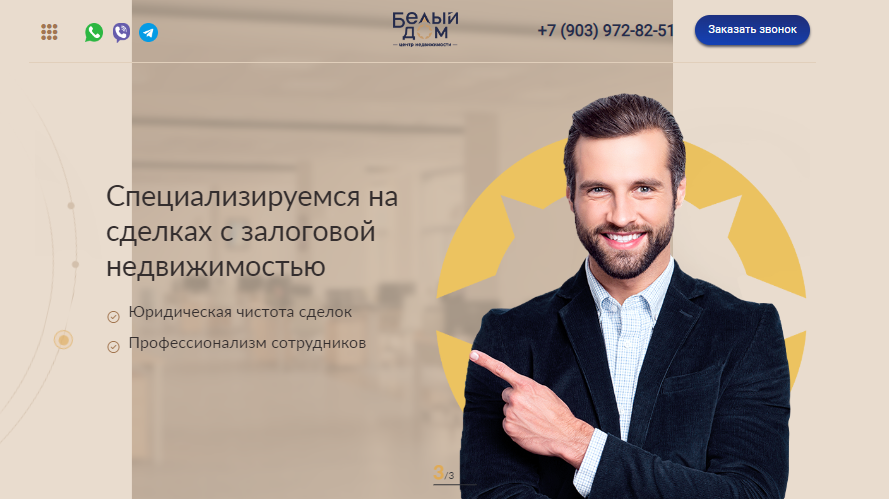 Белый
дом
центр недвижимости
+7 (903) 972-82-51
Заказать звонок
Специализируемся на
сделках с залоговой
недвижимостью
Юридическая чистота сделок
Профессионализм сотрудников
3/3